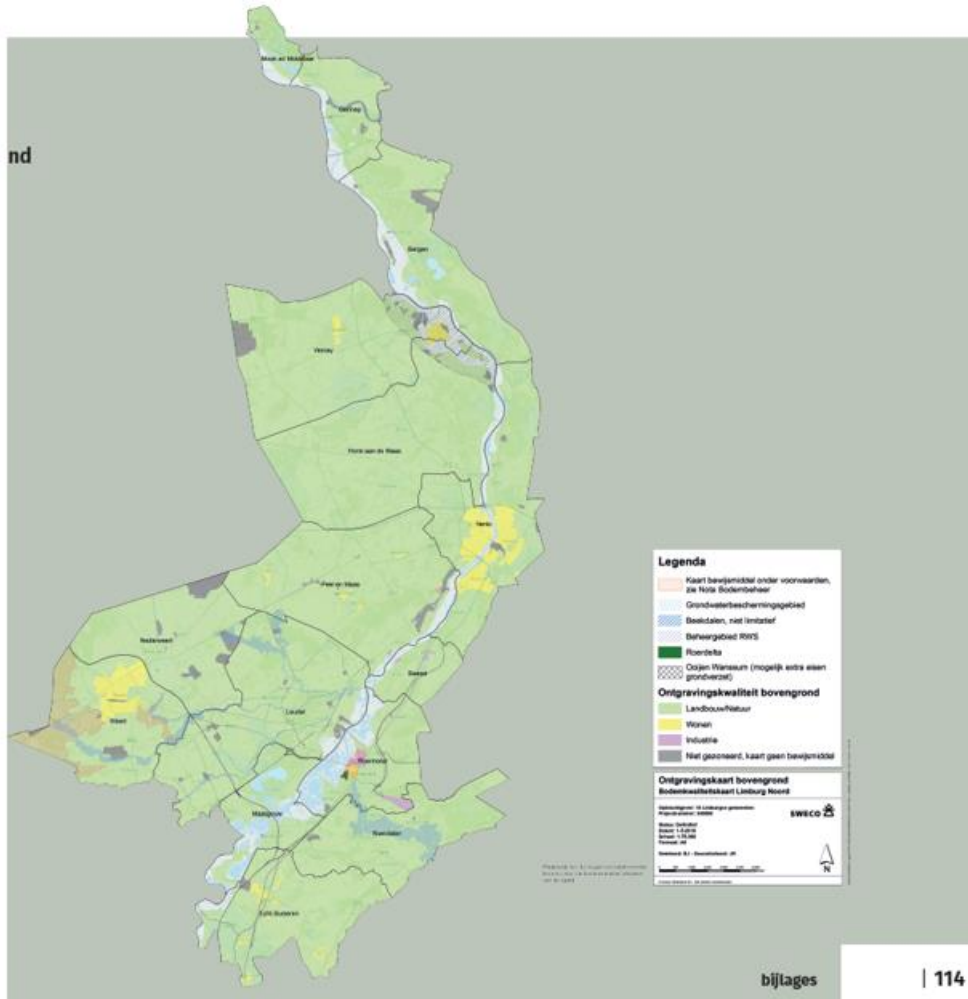 nd
Mook en Middelaar
Gennep
Bergen
Venray
Horst aan de Maas
Venlo
Peel en Maas
Nederweert
Beesel
Weert
Leudal
Roermond
Maasgouw
Roerdalen
Echt-Susteren
Legenda
Kaart bewijsmiddel onder voorwaarden,
zie Nota Bodembeheer
Grondwaterbeschermingsgebied
Beekdalen, niet limitatief
Beheergebied RWS
Roerdelta
Ooijen Wanssum (mogelijk extra eisen
grondverzet)
Ontgravingskwaliteit bovengrond
Landbouw/Natuur
Wonen
Industrie
Niet gezoneerd, kaart geen bewijsmiddel
Ontgravingskaart bovengrond
Bodemkwaliteitskaart Limburg Noord
SWECO
N
bijlages
| 114